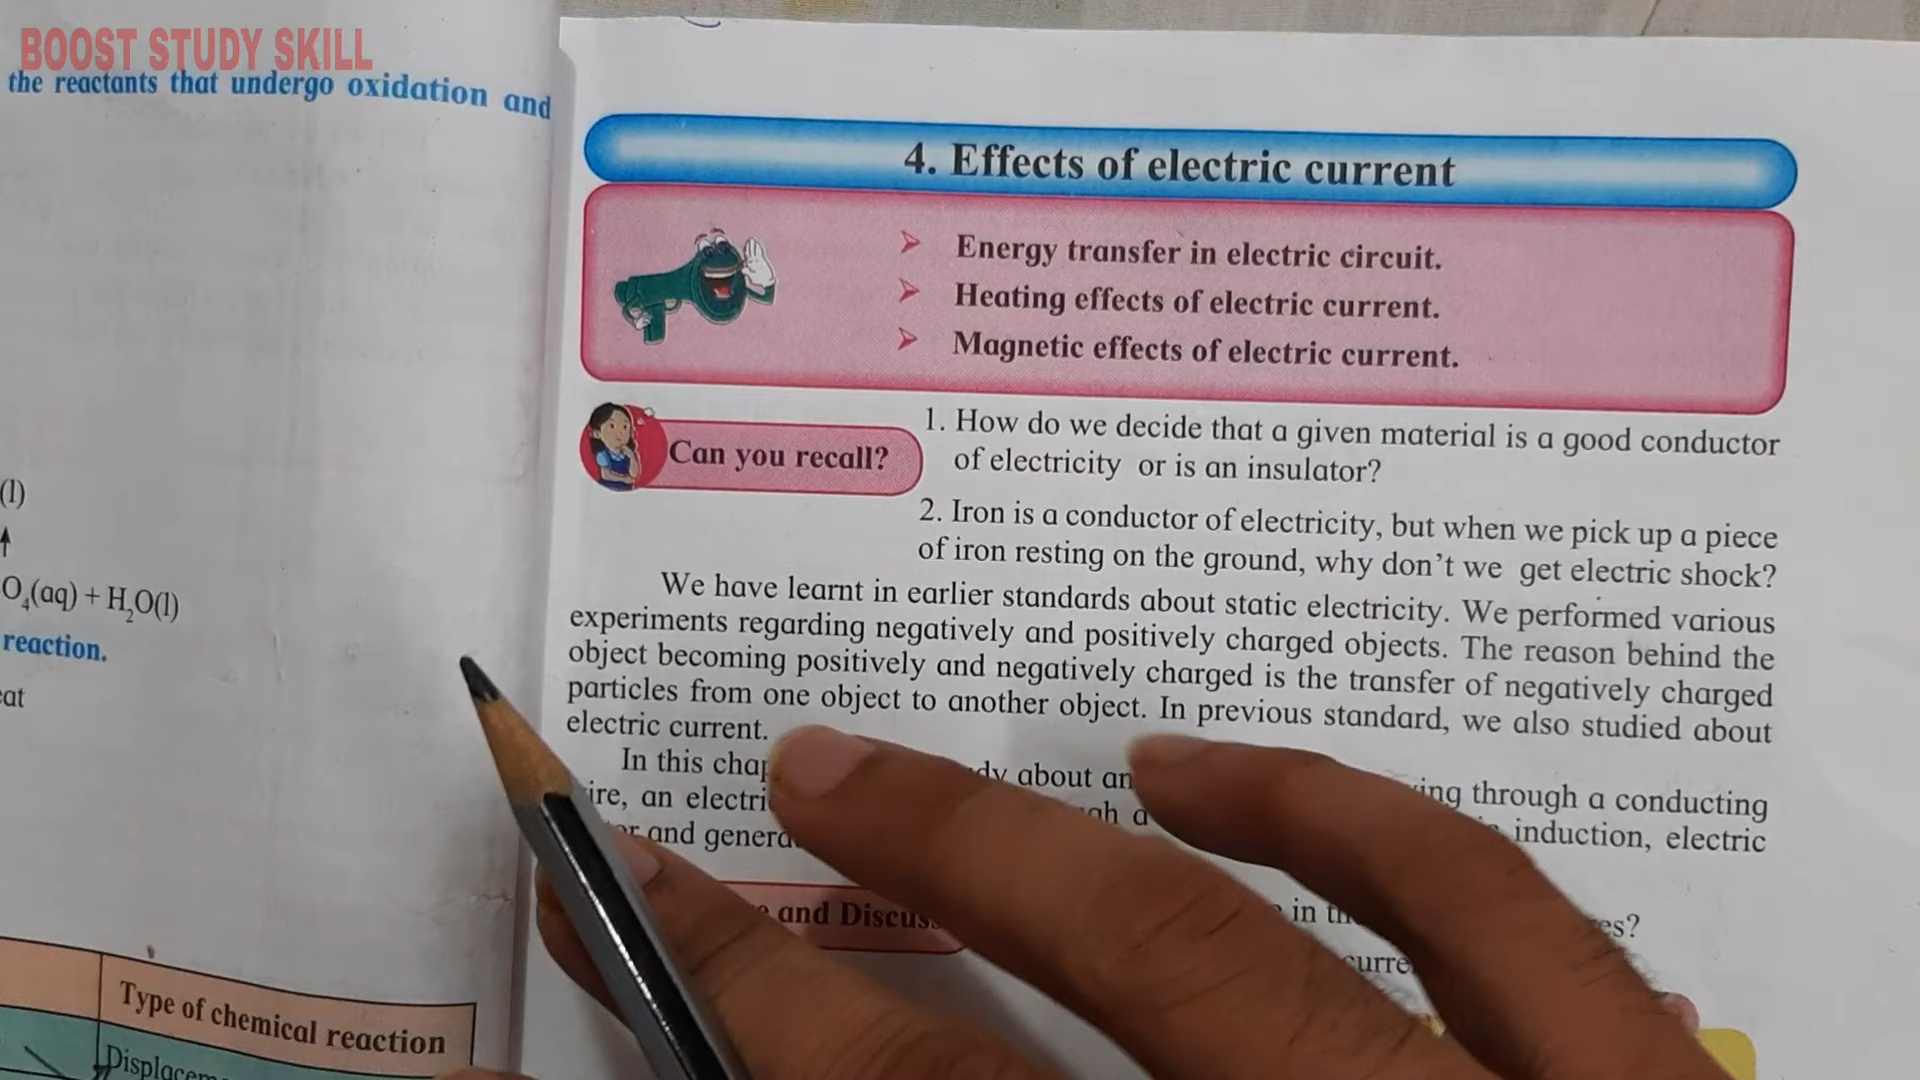 BOOST STUDY SKILL
the reactants that undergo oxidation and
(l)
↑
O₄(aq) + H₂O(l)
reaction.
Type of chemical reaction
4. Effects of electric current
➢ Energy transfer in electric circuit.
➢ Heating effects of electric current.
➢ Magnetic effects of electric current.
Can you recall?
1. How do we decide that a given material is a good conductor
of electricity or is an insulator?
2. Iron is a conductor of electricity, but when we pick up a piece
of iron resting on the ground, why don’t we get electric shock?
We have learnt in earlier standards about static electricity. We performed various
experiments regarding negatively and positively charged objects. The reason behind the
object becoming positively and negatively charged is the transfer of negatively charged
particles from one object to another object. In previous standard, we also studied about
electric current.
In this about through a conducting
an a induction, electric
and
and in